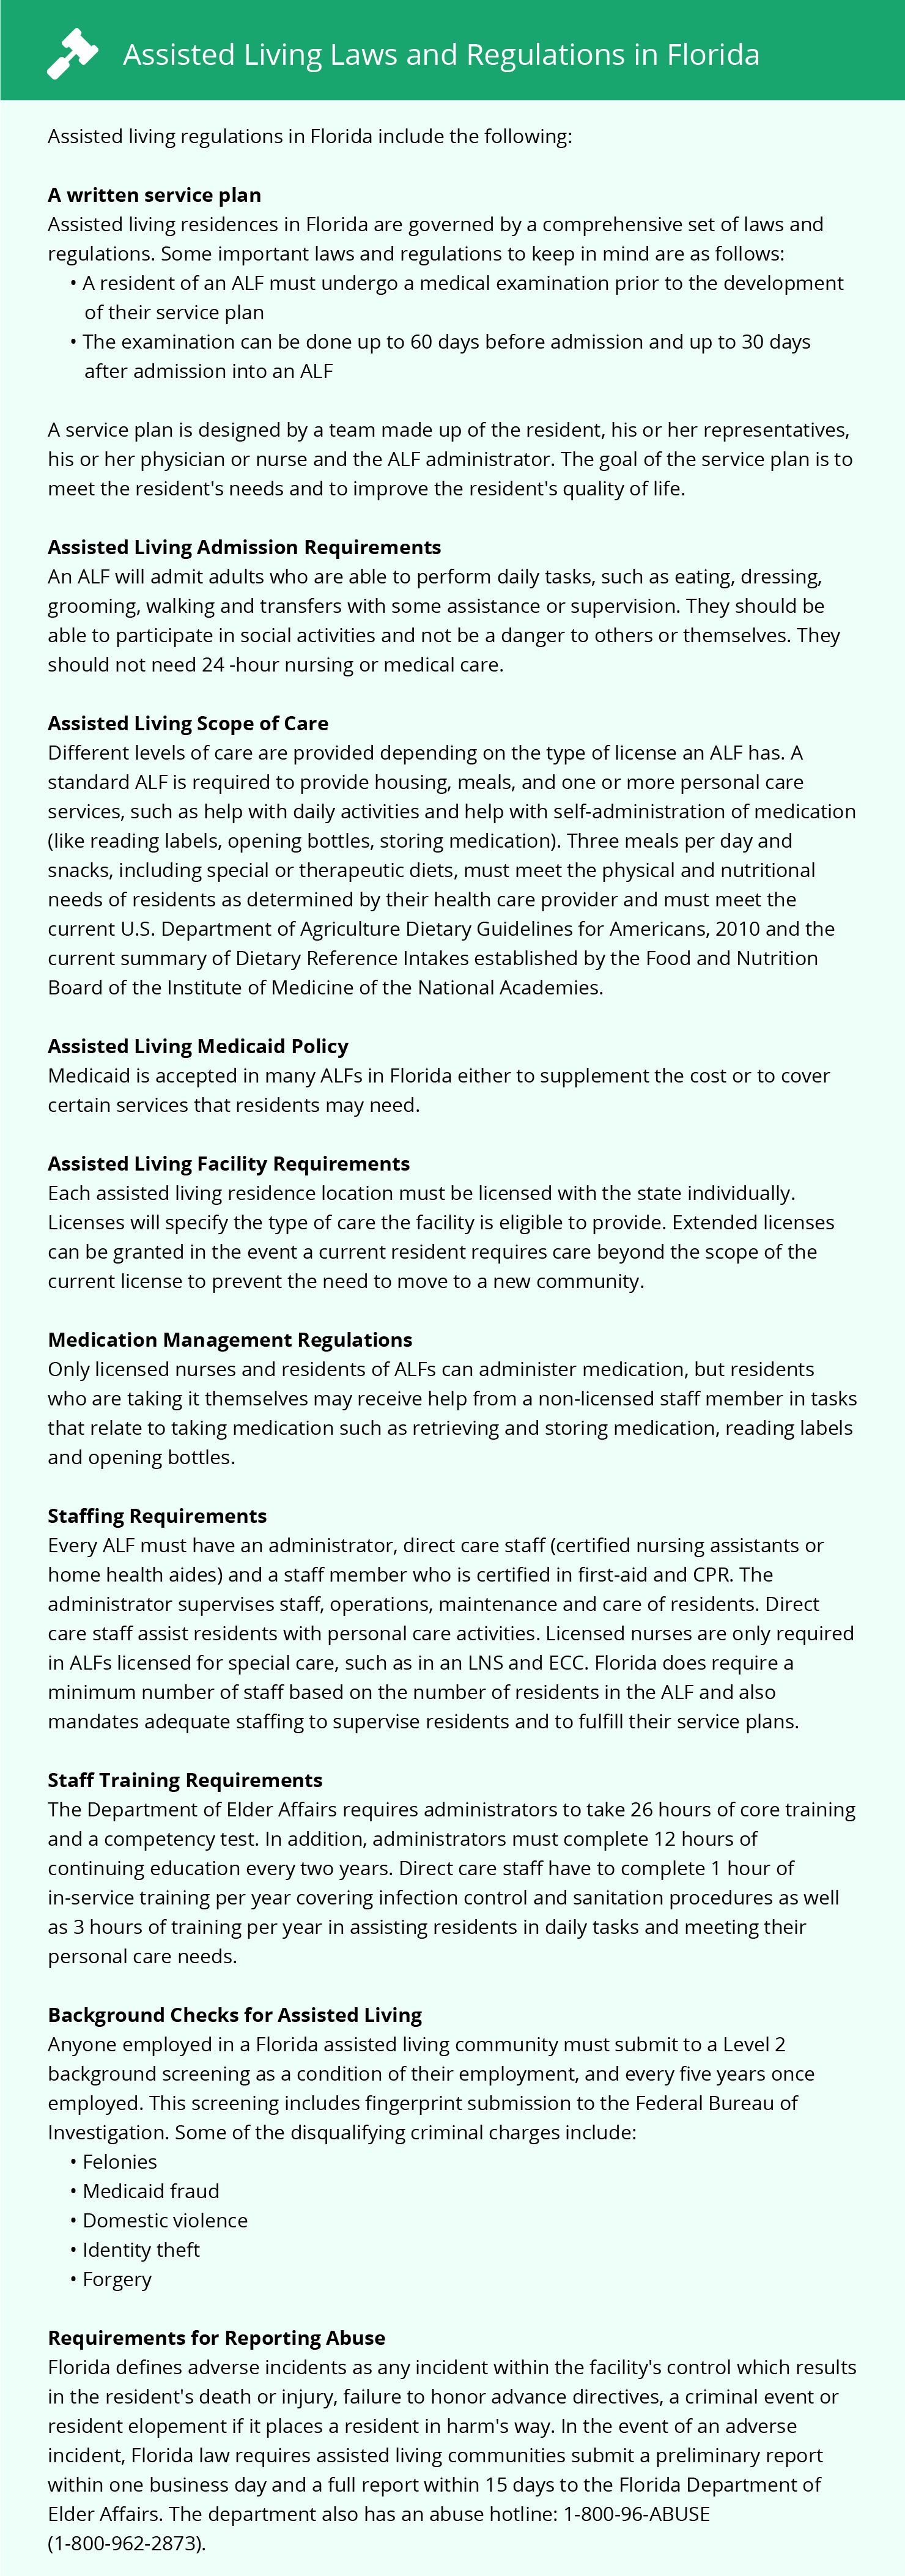 Assisted Living Laws and Regulations in Florida
Assisted living regulations in Florida include the following:
A written service plan
Assisted living residences in Florida are governed by a comprehensive set of laws and
regulations. Some important laws and regulations to keep in mind are as follows:
• A resident of an ALF must undergo a medical examination prior to the development
of their service plan
• The examination can be done up to 60 days before admission and up to 30 days
after admission into an ALF
A service plan is designed by a team made up of the resident, his or her representatives,
his or her physician or nurse and the ALF administrator. The goal of the service plan is to
meet the resident's needs and to improve the resident's quality of life.
Assisted Living Admission Requirements
An ALF will admit adults who are able to perform daily tasks, such as eating, dressing,
grooming, walking and transfers with some assistance or supervision. They should be
able to participate in social activities and not be a danger to others or themselves. They
should not need 24 -hour nursing or medical care.
Assisted Living Scope of Care
Different levels of care are provided depending on the type of license an ALF has. A
standard ALF is required to provide housing, meals, and one or more personal care
services, such as help with daily activities and help with self-administration of medication
(like reading labels, opening bottles, storing medication). Three meals per day and
snacks, including special or therapeutic diets, must meet the physical and nutritional
needs of residents as determined by their health care provider and must meet the
current U.S. Department of Agriculture Dietary Guidelines for Americans, 2010 and the
current summary of Dietary Reference Intakes established by the Food and Nutrition
Board of the Institute of Medicine of the National Academies.
Assisted Living Medicaid Policy
Medicaid is accepted in many ALFs in Florida either to supplement the cost or to cover
certain services that residents may need.
Assisted Living Facility Requirements
Each assisted living residence location must be licensed with the state individually.
Licenses will specify the type of care the facility is eligible to provide. Extended licenses
can be granted in the event a current resident requires care beyond the scope of the
current license to prevent the need to move to a new community.
Medication Management Regulations
Only licensed nurses and residents of ALFs can administer medication, but residents
who are taking it themselves may receive help from a non-licensed staff member in tasks
that relate to taking medication such as retrieving and storing medication, reading labels
and opening bottles.
Staffing Requirements
Every ALF must have an administrator, direct care staff (certified nursing assistants or
home health aides) and a staff member who is certified in first-aid and CPR. The
administrator supervises staff, operations, maintenance and care of residents. Direct
care staff assist residents with personal care activities. Licensed nurses are only required
in ALFs licensed for special care, such as in an LNS and ECC. Florida does require a
minimum number of staff based on the number of residents in the ALF and also
mandates adequate staffing to supervise residents and to fulfill their service plans.
Staff Training Requirements
The Department of Elder Affairs requires administrators to take 26 hours of core training
and a competency test. In addition, administrators must complete 12 hours of
continuing education every two years. Direct care staff have to complete 1 hour of
in-service training per year covering infection control and sanitation procedures as well
as 3 hours of training per year in assisting residents in daily tasks and meeting their
personal care needs.
Background Checks for Assisted Living
Anyone employed in a Florida assisted living community must submit to a Level 2
background screening as a condition of their employment, and every five years once
employed. This screening includes fingerprint submission to the Federal Bureau of
Investigation. Some of the disqualifying criminal charges include:
• Felonies
• Medicaid fraud
• Domestic violence
• Identity theft
• Forgery
Requirements for Reporting Abuse
Florida defines adverse incidents as any incident within the facility's control which results
in the resident's death or injury, failure to honor advance directives, a criminal event or
resident elopement if it places a resident in harm's way. In the event of an adverse
incident, Florida law requires assisted living communities submit a preliminary report
within one business day and a full report within 15 days to the Florida Department of
Elder Affairs. The department also has an abuse hotline: 1-800-96-ABUSE
(1-800-962-2873).